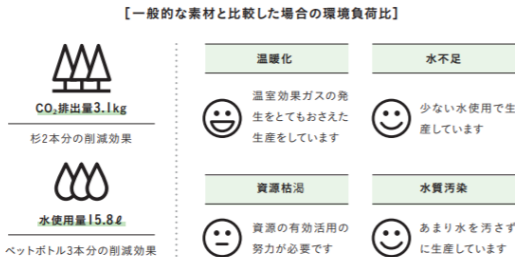 [一般的な素材と比較した場合の環境負荷比]
CO₂排出量3.1kg
杉2本分の削減効果
水使用量15.8ℓ
ペットボトル3本分の削減効果
温暖化
温室効果ガスの発
生をとてもおさえた
生産をしています
水不足
少ない水使用で生
産しています
資源枯渇
資源の有効活用の
努力が必要です
水質汚染
あまり水を汚さず
に生産しています